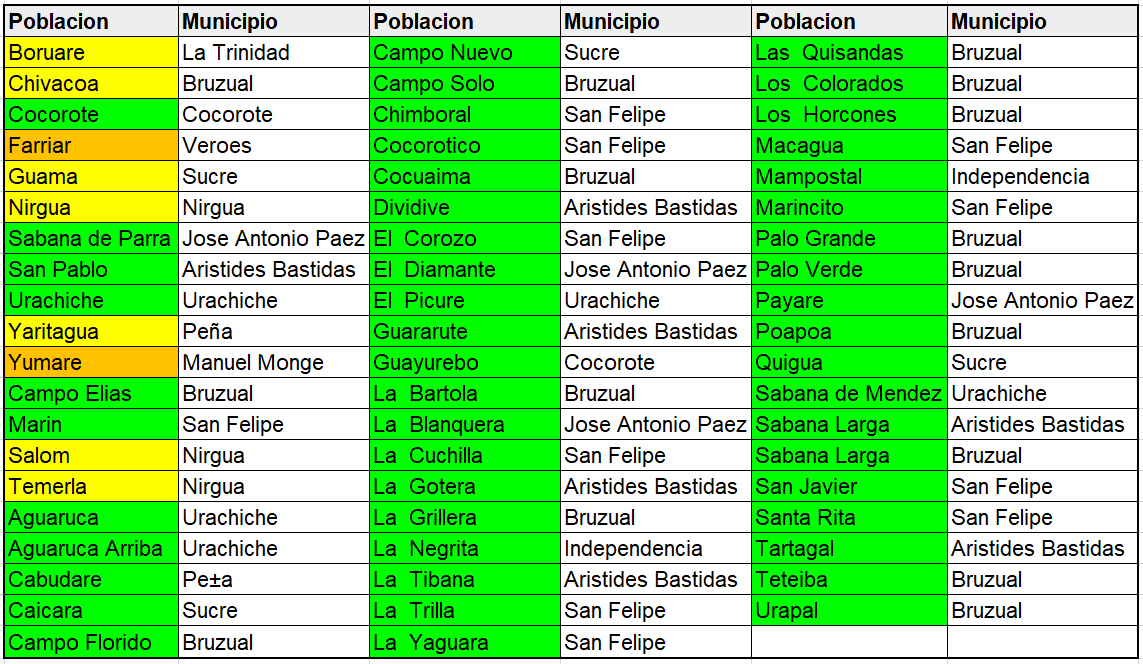 Poblacion Municipio Poblacion Municipio Poblacion Municipio
Boruare La Trinidad Campo Nuevo Sucre Las Quisandas Bruzual
Chivacoa Bruzual Campo Solo Bruzual Los Colorados Bruzual
Cocorote Cocorote Chimboral San Felipe Los Horcones Bruzual
Farriar Veroes Cocorotico San Felipe Macagua San Felipe
Guama Sucre Cocuaima Bruzual Mampostal Independencia
Nirgua Nirgua Dividive Aristides Bastidas Marincito San Felipe
Sabana de Parra Jose Antonio Paez El Corozo San Felipe Palo Grande Bruzual
San Pablo Aristides Bastidas El Diamante Jose Antonio Paez Palo Verde Bruzual
Urachiche Urachiche El Picure Urachiche Payare Jose Antonio Paez
Yaritagua Peña Guararute Aristides Bastidas Poapoa Bruzual
Yumare Manuel Monge Guayurebo Cocorote Quigua Sucre
Campo Elias Bruzual La Bartola Bruzual Sabana de Mendez Urachiche
Marin San Felipe La Blanquera Jose Antonio Paez Sabana Larga Aristides Bastidas
Salom Nirgua La Cuchilla San Felipe Sabana Larga Bruzual
Temerla Nirgua La Gotera Aristides Bastidas San Javier San Felipe
Aguaruca Urachiche La Grillera Bruzual Santa Rita San Felipe
Aguaruca Arriba Urachiche La Negrita Independencia Tartagal Aristides Bastidas
Cabudare Pe±a La Tibana Aristides Bastidas Teteiba Bruzual
Caicara Sucre La Trilla San Felipe Urapal Bruzual
Campo Florido Bruzual La Yaguara San Felipe